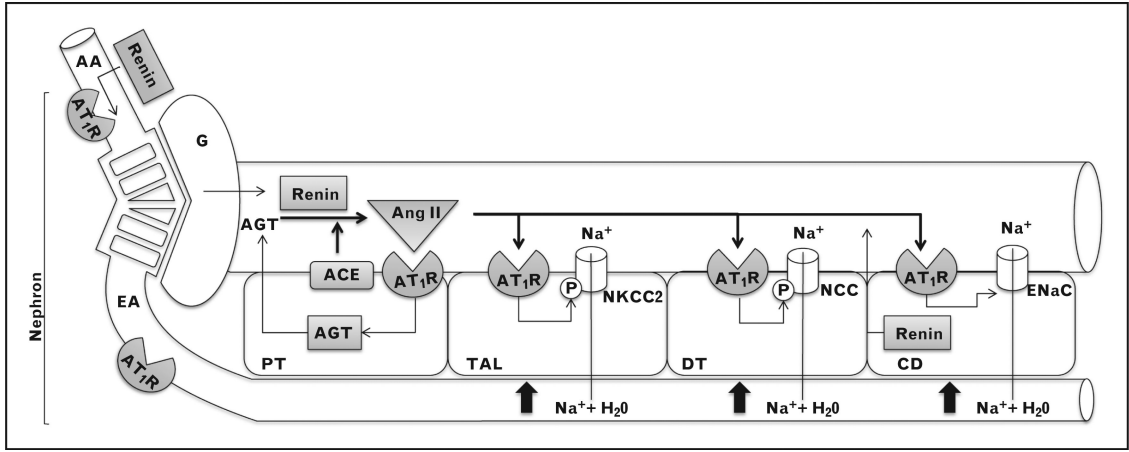 AA
Renin
AT₁R
Nephron
G
Renin
AGT
Ang II
ACE
AT₁R
AGT
PT
AT₁R
P
Na⁺
NKCC2
TAL
Na⁺+ H₂0
AT₁R
P
Na⁺
NCC
DT
Na⁺+ H₂0
AT₁R
Na⁺
ENaC
Renin
CD
Na⁺+ H₂0
EA
AT₁R